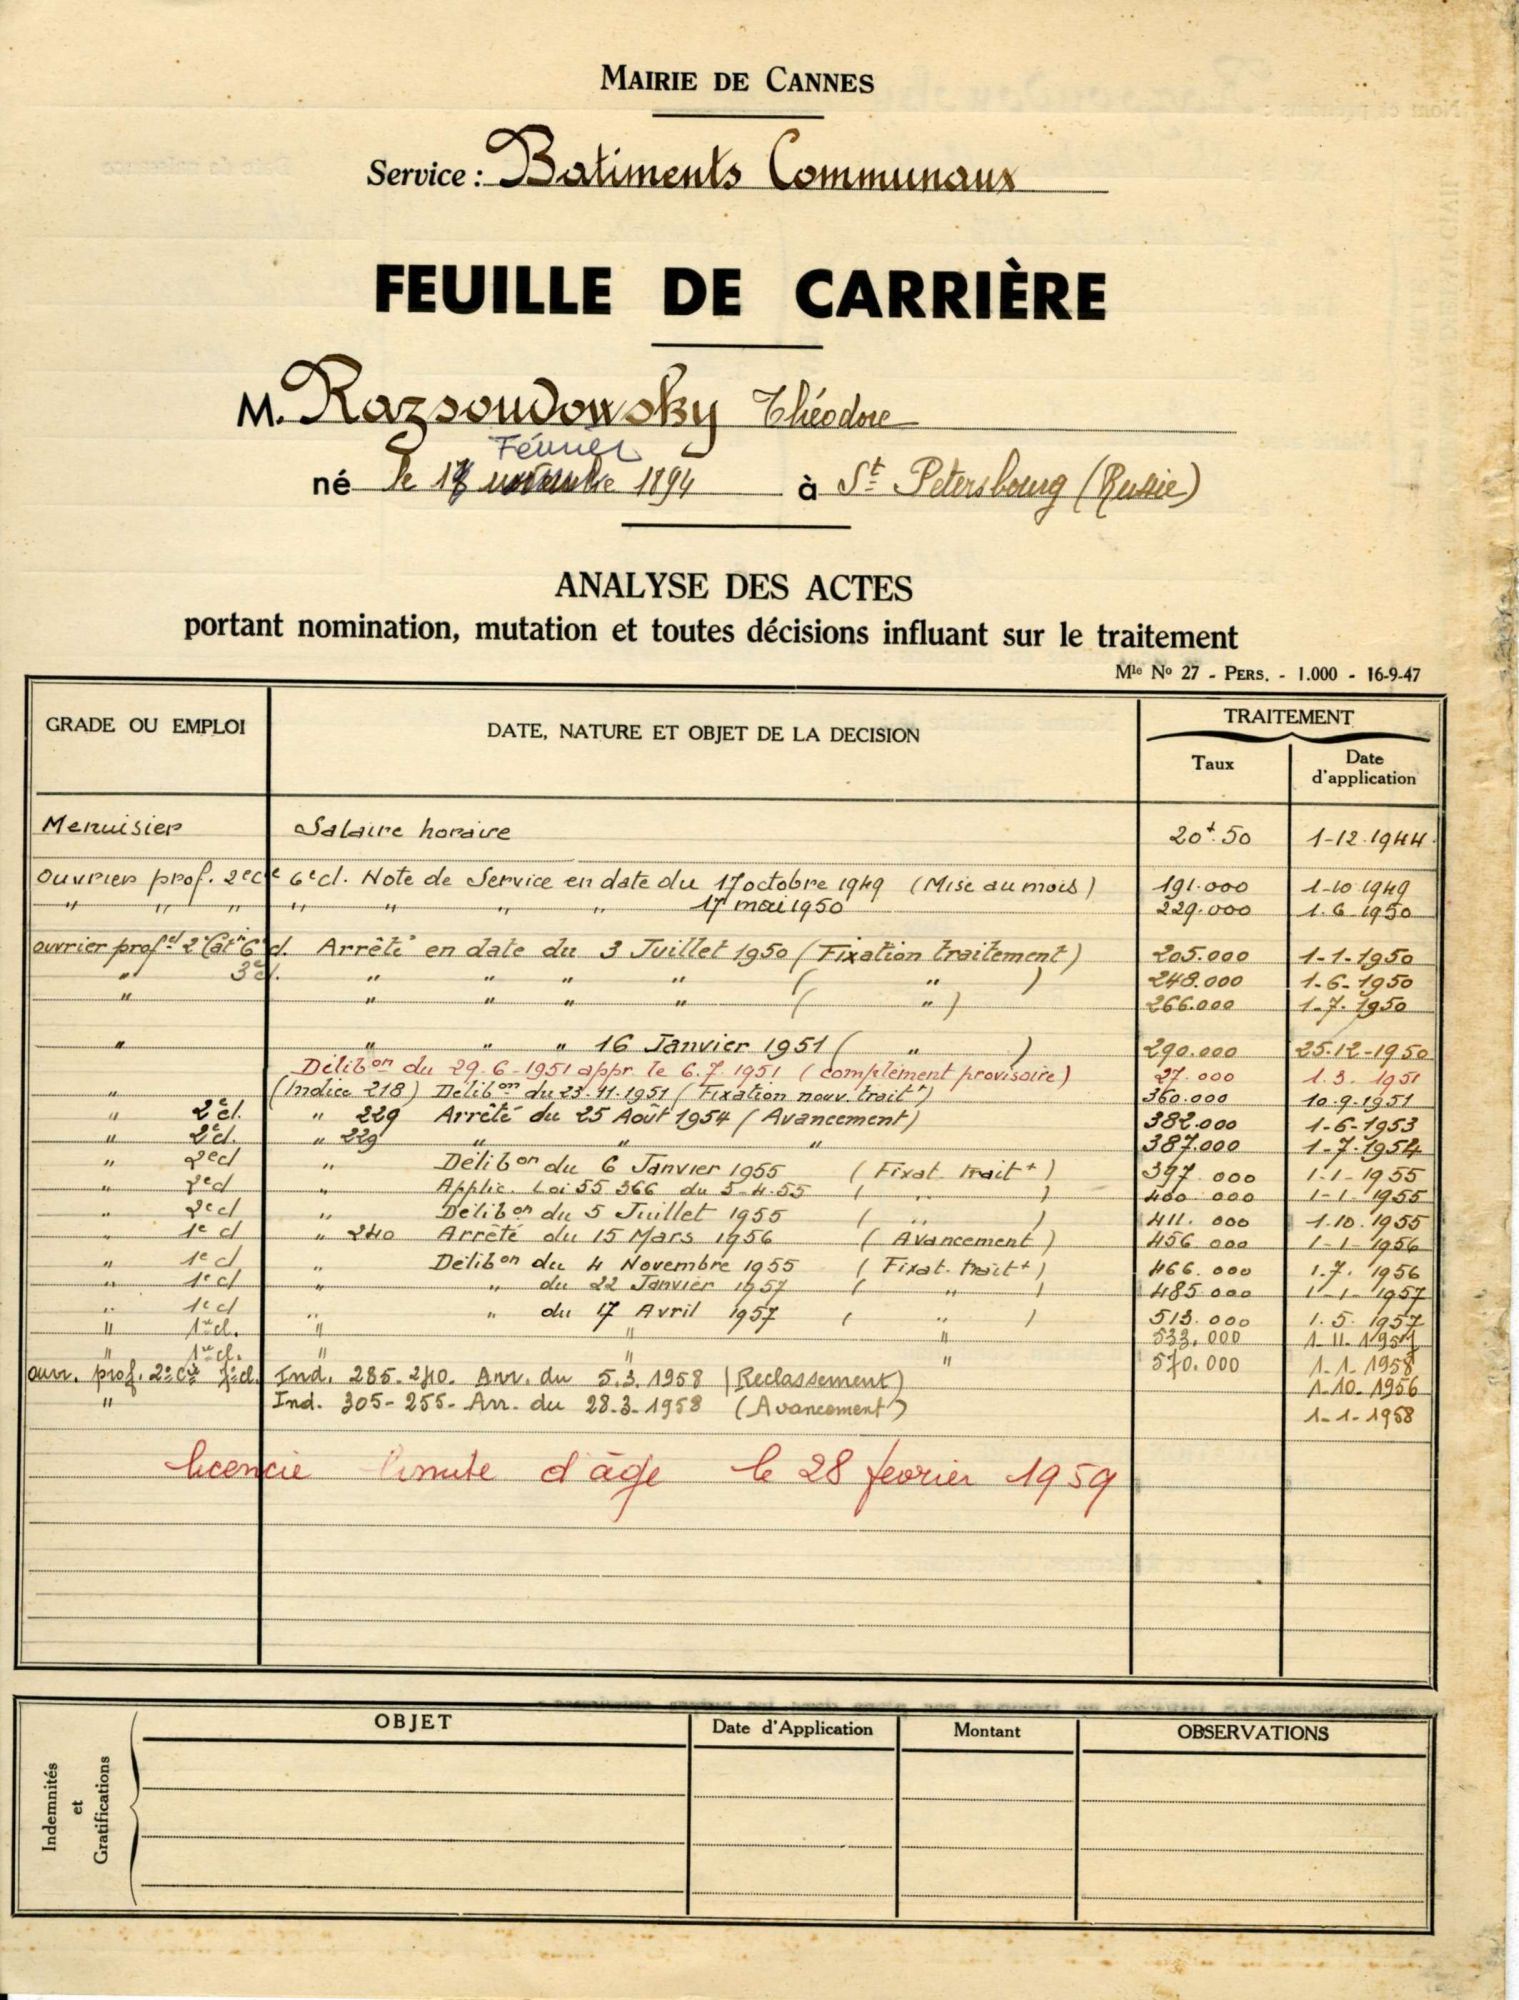 MAIRIE DE CANNES
Service : Batiments Communaux
FEUILLE DE CARRIÈRE
M. Razsoudowsky Théodore
Février
né le 1894 à St Petersbourg (Russie)
ANALYSE DES ACTES
portant nomination, mutation et toutes décisions influant sur le traitement
Mle No 27 - PERS. - 1.000 - 16-9-47
GRADE OU EMPLOI DATE, NATURE ET OBJET DE LA DECISION TRAITEMENT
Taux Date d'application
Menuisier Salaire horaire 20f.50 1-12.1944
Ouvrier prof. 2e cie 6e cl. Note de Service en date du 17 octobre 1949 (Mise au mois) 191.000 1-10 1949
" " " " " " " 17 mai 1950 229.000 1.6 1950
ouvrier profel 2e Catie 6e cl. Arrêté en date du 3 Juillet 1950 (Fixation traitement) 205.000 1-1-1950
" 3e cl. " " " " ( " ) 248.000 1-6-1950
" " " " " ( " ) 266.000 1-7.1950
" " " " 16 Janvier 1951 ( " ) 290.000 25.12-1950
Délibon du 29.6-1951 appr. le 6.7.1951 (complément provisoire) 27.000 1.3.1951
" (Indice 218) Délibon du 23.11.1951 (Fixation nouv. traitt) 360.000 10.9.1951
" 2e cl. " 229 Arrêté du 25 Août 1954 (Avancement) 382.000 1-6-1953
" 2e cl. " 229 " " " 387.000 1-7.1954
" 2e cl " Délibon du 6 Janvier 1955 (Fixat. trait+) 397.000 1-1-1955
" 2e cl " Applic. Loi 55 366 du 3-4.55 ( " ) 400.000 1-1.1955
" 2e cl " Délibon du 5 Juillet 1955 ( " ) 411.000 1.10.1955
" 1e cl " 240 Arrêté du 15 Mars 1956 (Avancement) 456.000 1-1-1956
" 1e cl " Délibon du 4 Novembre 1955 (Fixat. trait+) 466.000 1.7.1956
" 1e cl " " du 22 Janvier 1957 ( " ) 485.000 1-1-1957
" 1e cl " " du 17 Avril 1957 ( " ) 513.000 1.5.1957
" 1re cl. " " " 533.000 1-11-1957
" 1re cl. " " " 570.000 1.1.1958
ouvr. prof. 2e cie cl. Ind. 285-240. Arr. du 5.3.1958 (Reclassement) 1-10.1956
" Ind. 305-255- Arr. du 28.3-1958 (Avancement) 1-1-1958
licencié limite d'âge le 28 fevrier 1959
Indemnités et Gratifications OBJET Date d'Application Montant OBSERVATIONS